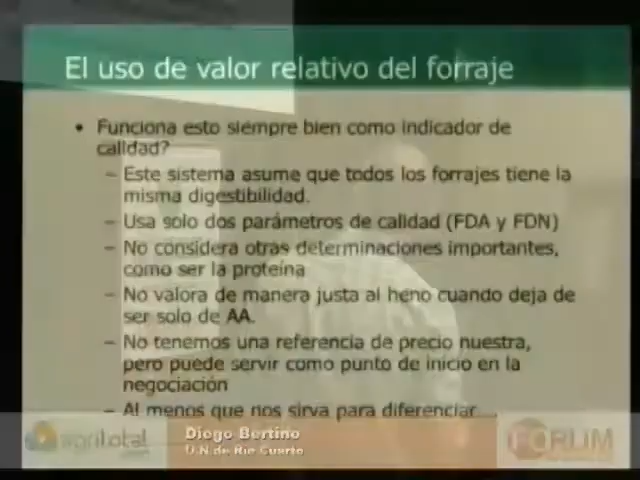 El uso de valor relativo del forraje
• Funciona esto siempre bien como indicador de
calidad?
– Este sistema asume que todos los forrajes tiene la
misma digestibilidad.
– Usa solo dos parámetros de calidad (FDA y FDN)
– No considera otras determinaciones importantes,
como ser la proteína
– No valora de manera justa al heno cuando deja de
ser solo de AA.
– No tenemos una referencia de precio nuestra,
pero puede servir como punto de inicio en la
negociación
– Al menos que nos sirva para diferenciar....
agritotal
Diego Bertino
U.N de Rio Cuarto
FORUM